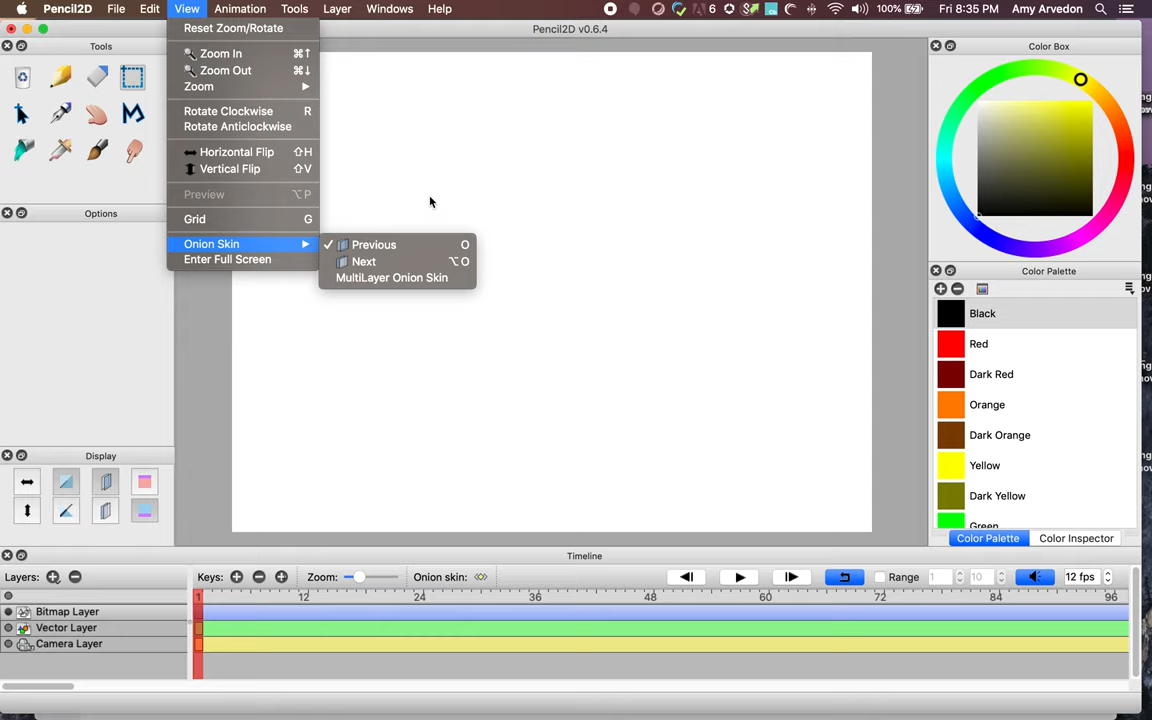 Pencil2D File Edit View Animation Tools Layer Windows Help 6 100% Fri 8:35 PM Amy Arvedon
Pencil2D v0.6.4
Tools
Reset Zoom/Rotate
Zoom In ⌘↑
Zoom Out ⌘↓
Zoom
Rotate Clockwise R
Rotate Anticlockwise
Horizontal Flip ⇧H
Vertical Flip ⇧V
Preview ⌥P
Grid G
Onion Skin
Enter Full Screen
Previous O
Next ⌥O
MultiLayer Onion Skin
Options
Display
Color Box
Color Palette
Black
Red
Dark Red
Orange
Dark Orange
Yellow
Dark Yellow
Green
Color Palette Color Inspector
Timeline
Layers: Keys: Zoom: Onion skin: Range 1 10 12 fps
1 12 24 36 48 60 72 84 96
Bitmap Layer
Vector Layer
Camera Layer